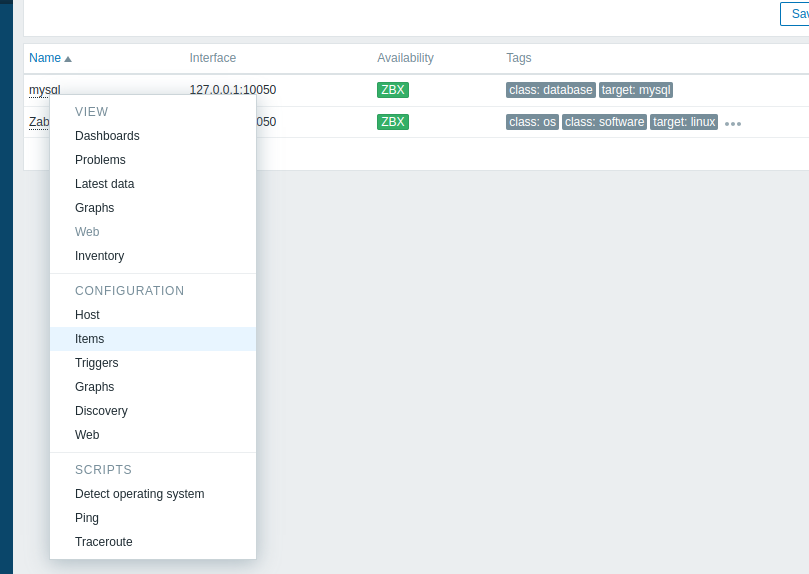 Sav
Name Interface Availability Tags
mysql 127.0.0.1:10050 ZBX class: database target: mysql
Zab 050 ZBX class: os class: software target: linux
VIEW
Dashboards
Problems
Latest data
Graphs
Web
Inventory
CONFIGURATION
Host
Items
Triggers
Graphs
Discovery
Web
SCRIPTS
Detect operating system
Ping
Traceroute